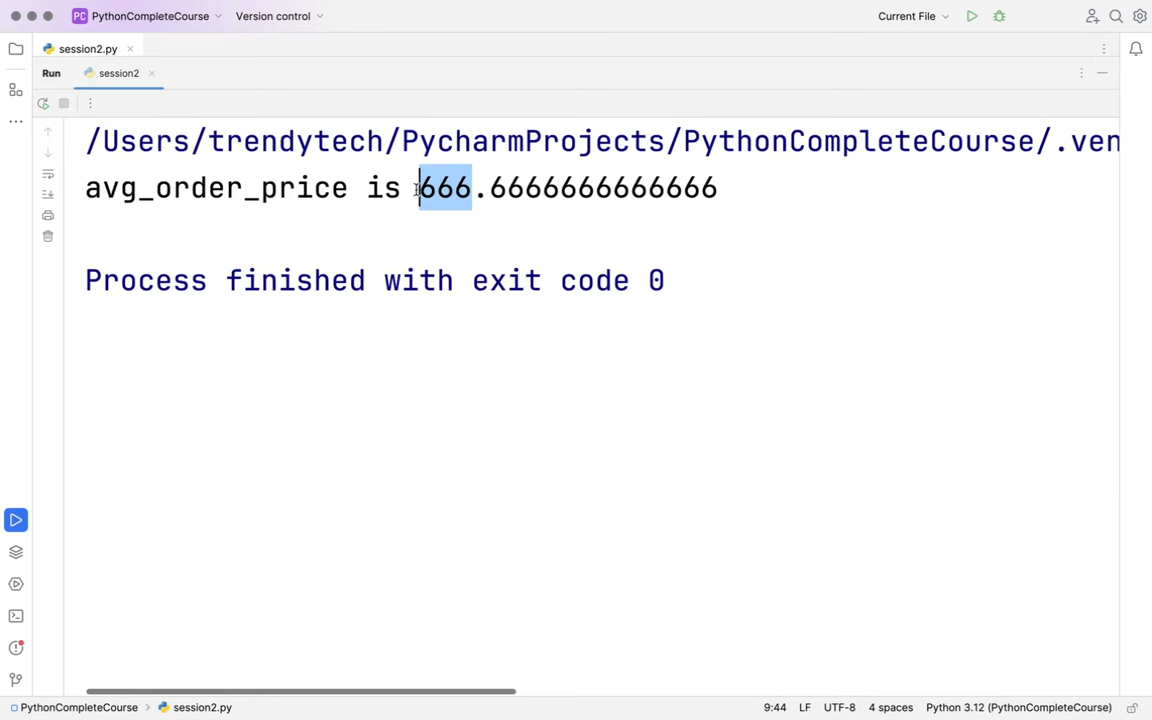 PC PythonCompleteCourse Version control Current File
session2.py
Run session2
/Users/trendytech/PycharmProjects/PythonCompleteCourse/.ven
avg_order_price is 666.6666666666666
Process finished with exit code 0
PythonCompleteCourse session2.py 9:44 LF UTF-8 4 spaces Python 3.12 (PythonCompleteCourse)